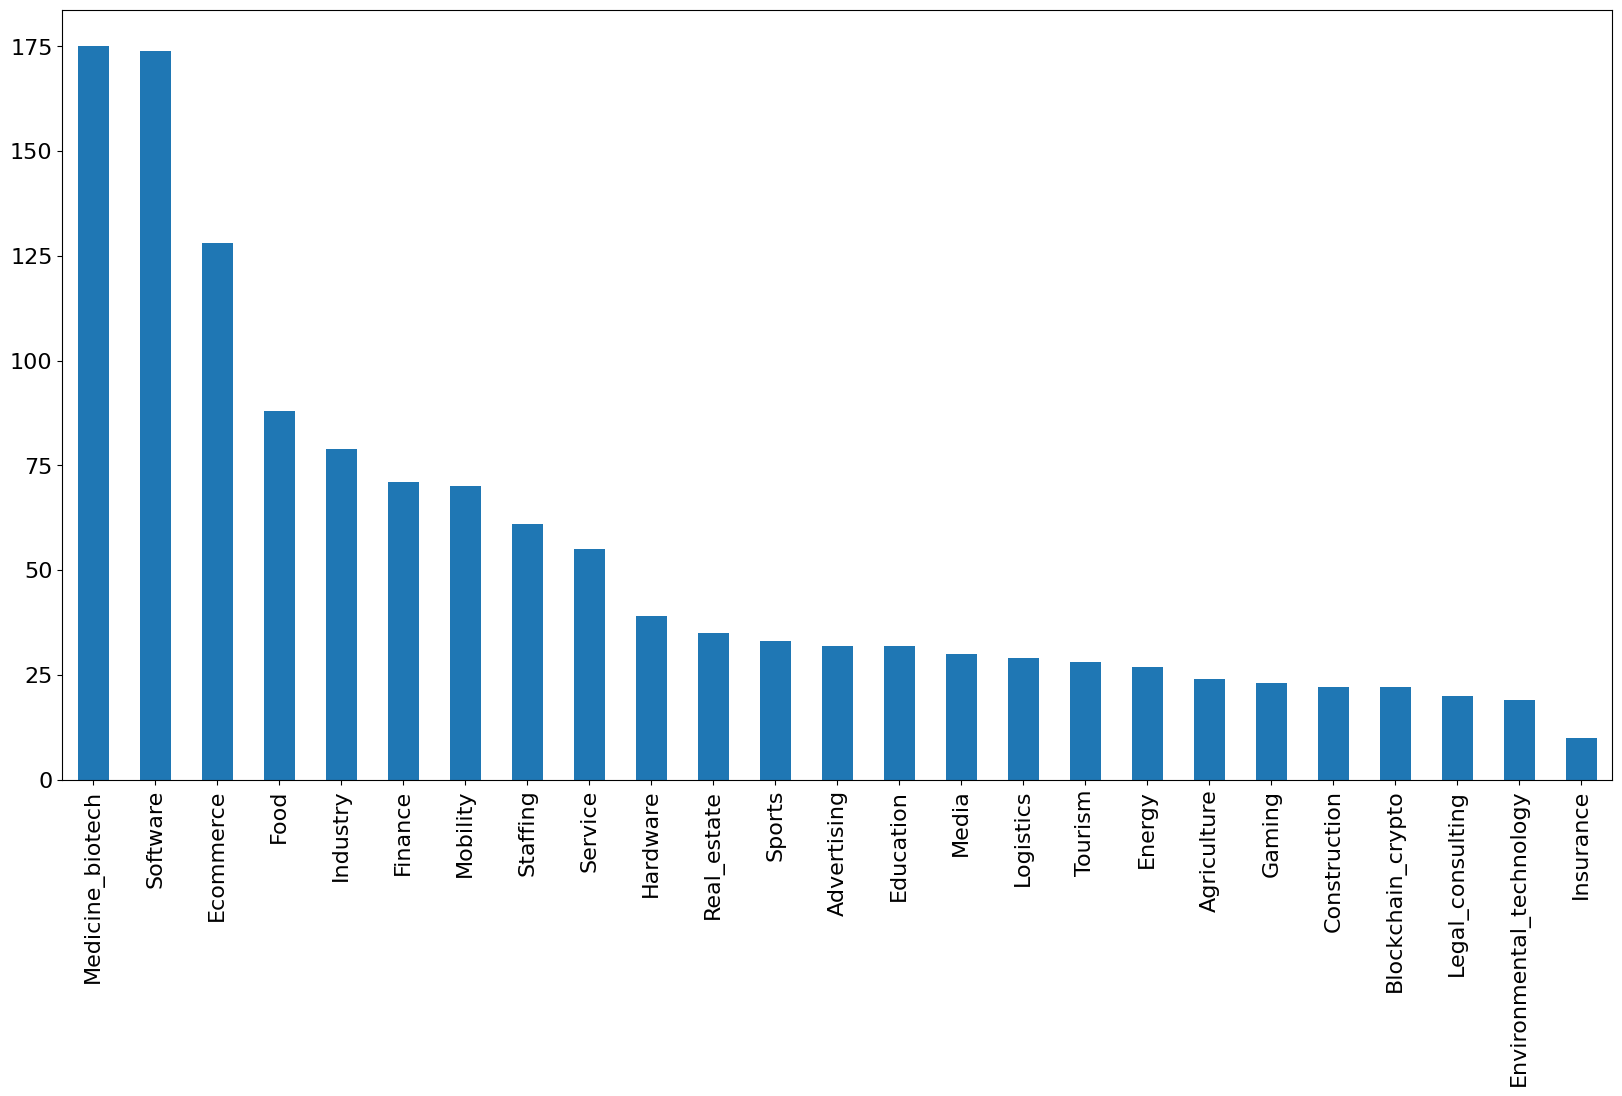 175
150
125
100
75
50
25
0
Medicine_biotech
Software
Ecommerce
Food
Industry
Finance
Mobility
Staffing
Service
Hardware
Real_estate
Sports
Advertising
Education
Media
Logistics
Tourism
Energy
Agriculture
Gaming
Construction
Blockchain_crypto
Legal_consulting
Environmental_technology
Insurance